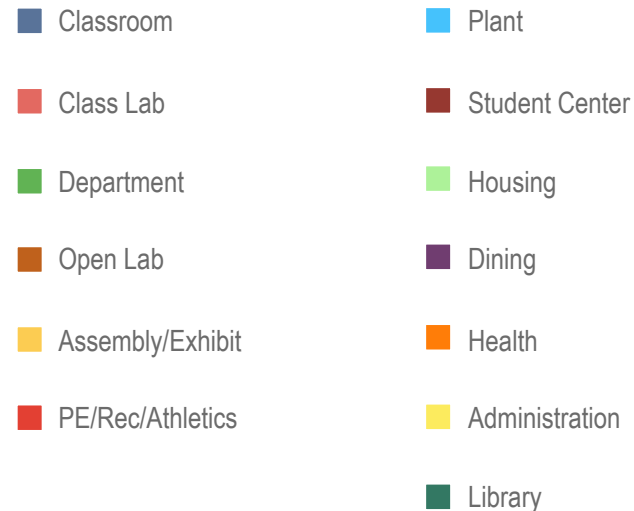 Classroom
Class Lab
Department
Open Lab
Assembly/Exhibit
PE/Rec/Athletics
Plant
Student Center
Housing
Dining
Health
Administration
Library